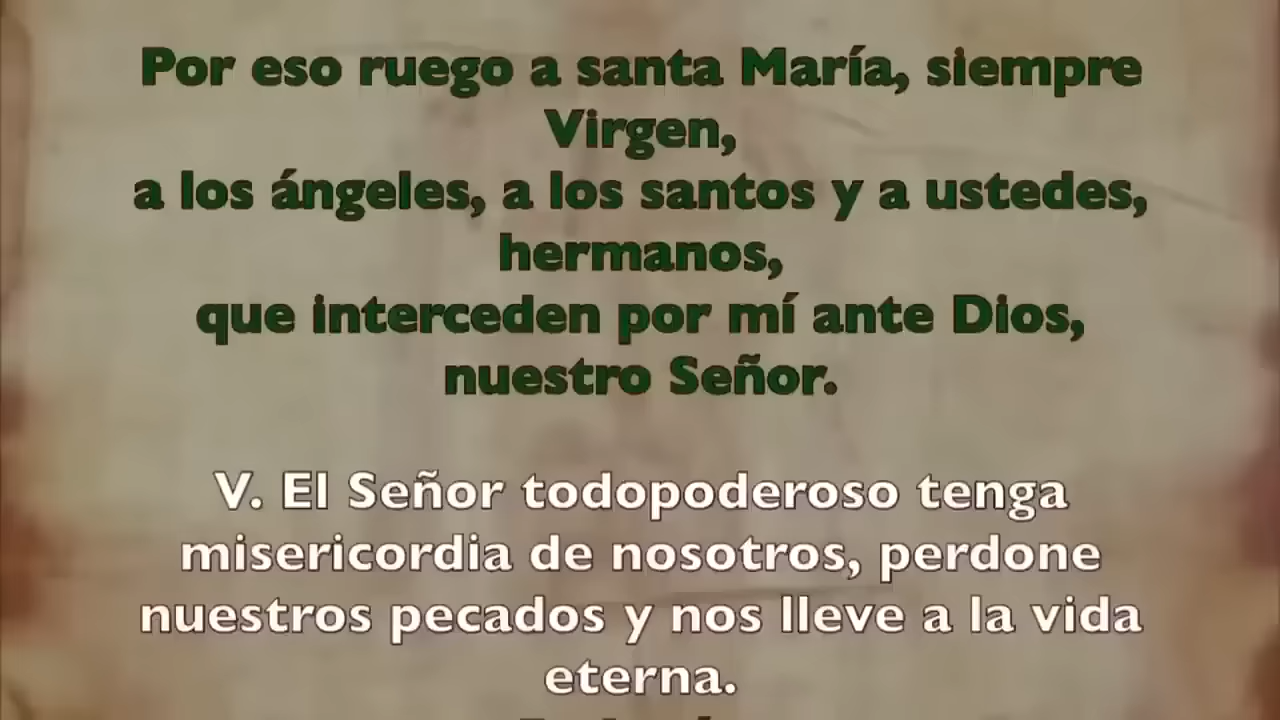 Por eso ruego a santa María, siempre
Virgen,
a los ángeles, a los santos y a ustedes,
hermanos,
que interceden por mí ante Dios,
nuestro Señor.
V. El Señor todopoderoso tenga
misericordia de nosotros, perdone
nuestros pecados y nos lleve a la vida
eterna.